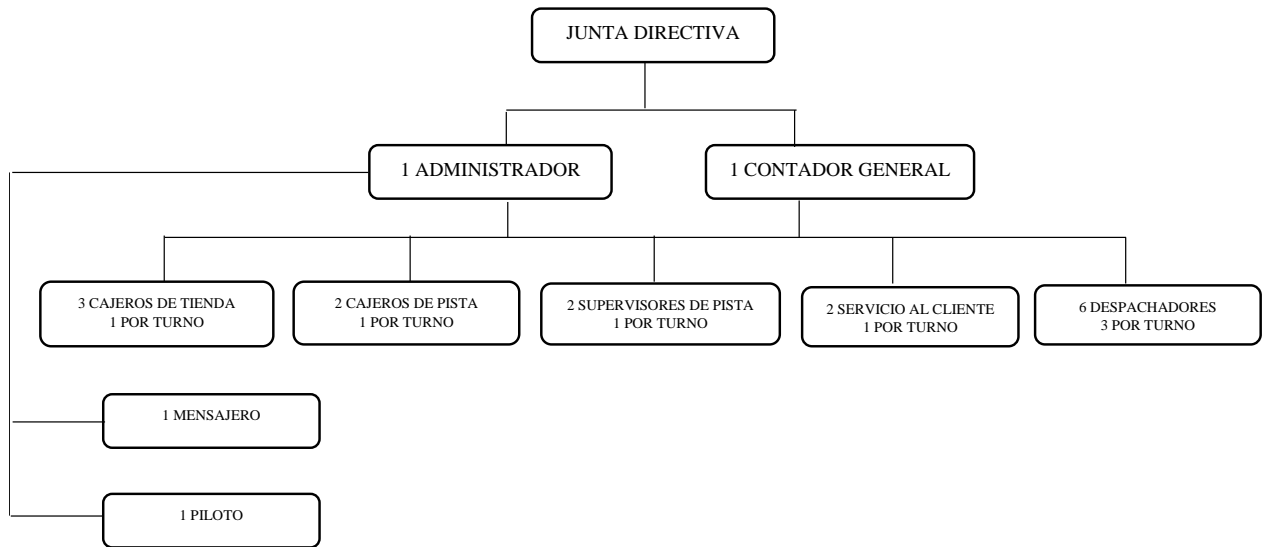 JUNTA DIRECTIVA
1 ADMINISTRADOR
1 CONTADOR GENERAL
3 CAJEROS DE TIENDA
1 POR TURNO
2 CAJEROS DE PISTA
1 POR TURNO
2 SUPERVISORES DE PISTA
1 POR TURNO
2 SERVICIO AL CLIENTE
1 POR TURNO
6 DESPACHADORES
3 POR TURNO
1 MENSAJERO
1 PILOTO